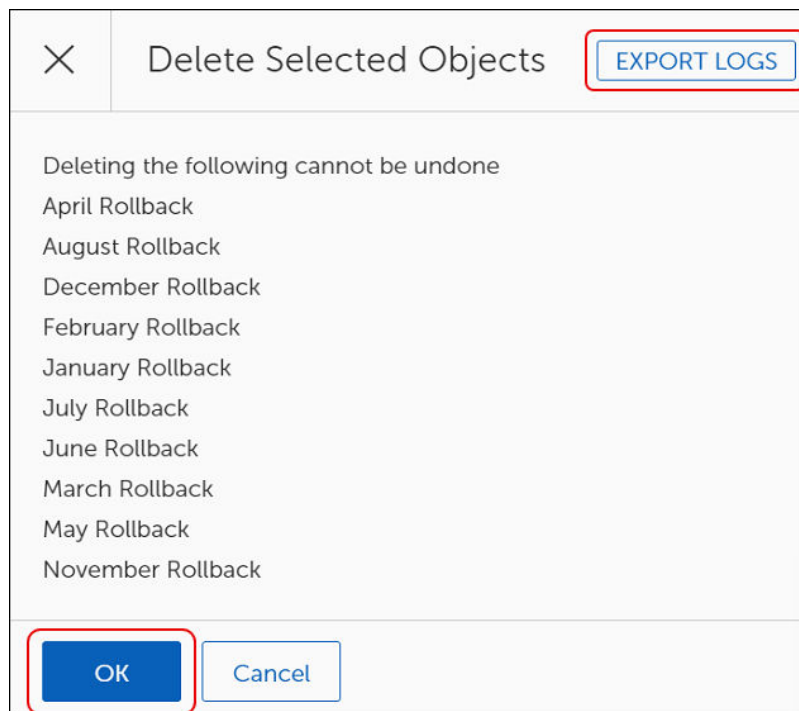 Delete Selected Objects
EXPORT LOGS
Deleting the following cannot be undone
April Rollback
August Rollback
December Rollback
February Rollback
January Rollback
July Rollback
June Rollback
March Rollback
May Rollback
November Rollback
OK
Cancel